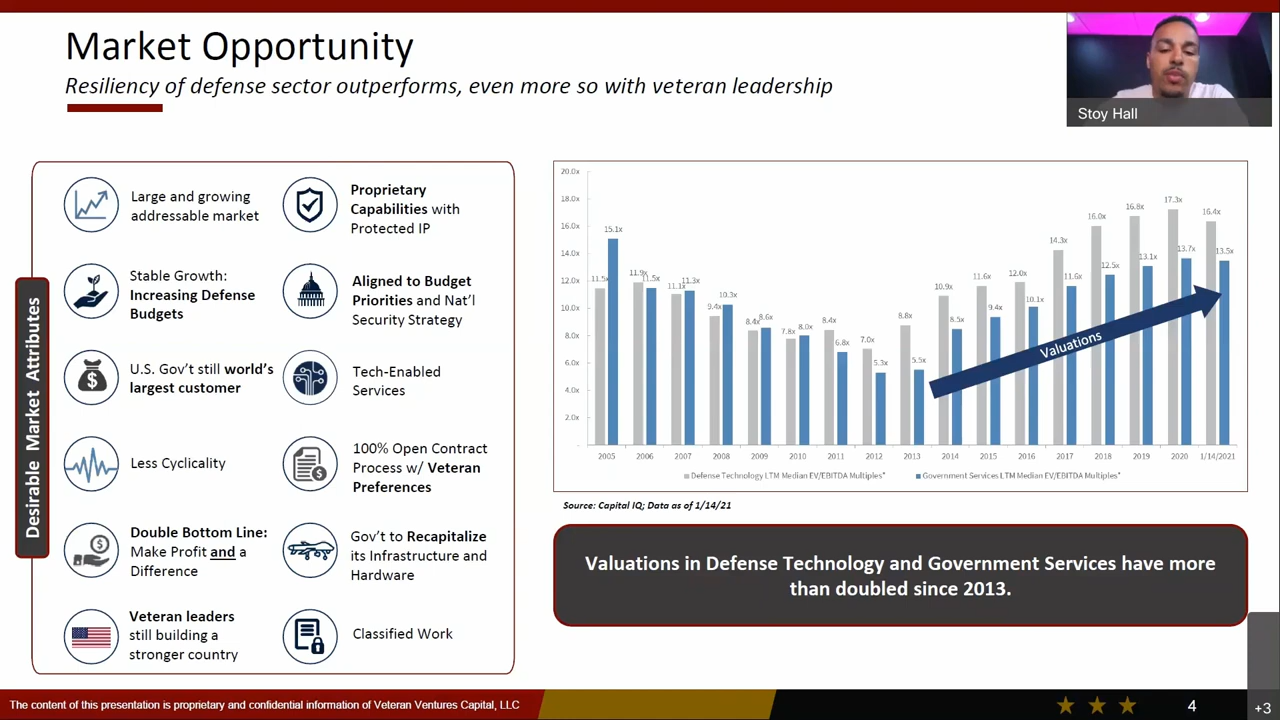 Market Opportunity
Resiliency of defense sector outperforms, even more so with veteran leadership
Stoy Hall
Desirable Market Attributes
Large and growing
addressable market
Proprietary
Capabilities with
Protected IP
Stable Growth:
Increasing Defense
Budgets
Aligned to Budget
Priorities and Nat'l
Security Strategy
U.S. Gov't still world's
largest customer
Tech-Enabled
Services
Less Cyclicality
100% Open Contract
Process w/ Veteran
Preferences
Double Bottom Line:
Make Profit and a
Difference
Gov't to Recapitalize
its Infrastructure and
Hardware
Veteran leaders
still building a
stronger country
Classified Work
20.0x
18.0x
16.0x
14.0x
12.0x
10.0x
8.0x
6.0x
4.0x
2.0x
-
11.5x 15.1x
11.9x 11.5x
11.1x 11.3x
9.4x 10.3x
8.4x 8.6x
7.8x 8.0x
8.4x 6.8x
7.0x 5.3x
8.8x 5.5x
10.9x 8.5x
11.6x 9.4x
12.0x 10.1x
14.3x 11.6x
16.0x 12.5x
16.8x 13.1x
17.3x 13.7x
16.4x 13.5x
Valuations
2005 2006 2007 2008 2009 2010 2011 2012 2013 2014 2015 2016 2017 2018 2019 2020 1/14/2021
Defense Technology LTM Median EV/EBITDA Multiples* Government Services LTM Median EV/EBITDA Multiples*
Source: Capital IQ; Data as of 1/14/21
Valuations in Defense Technology and Government Services have more
than doubled since 2013.
The content of this presentation is proprietary and confidential information of Veteran Ventures Capital, LLC
4
+3